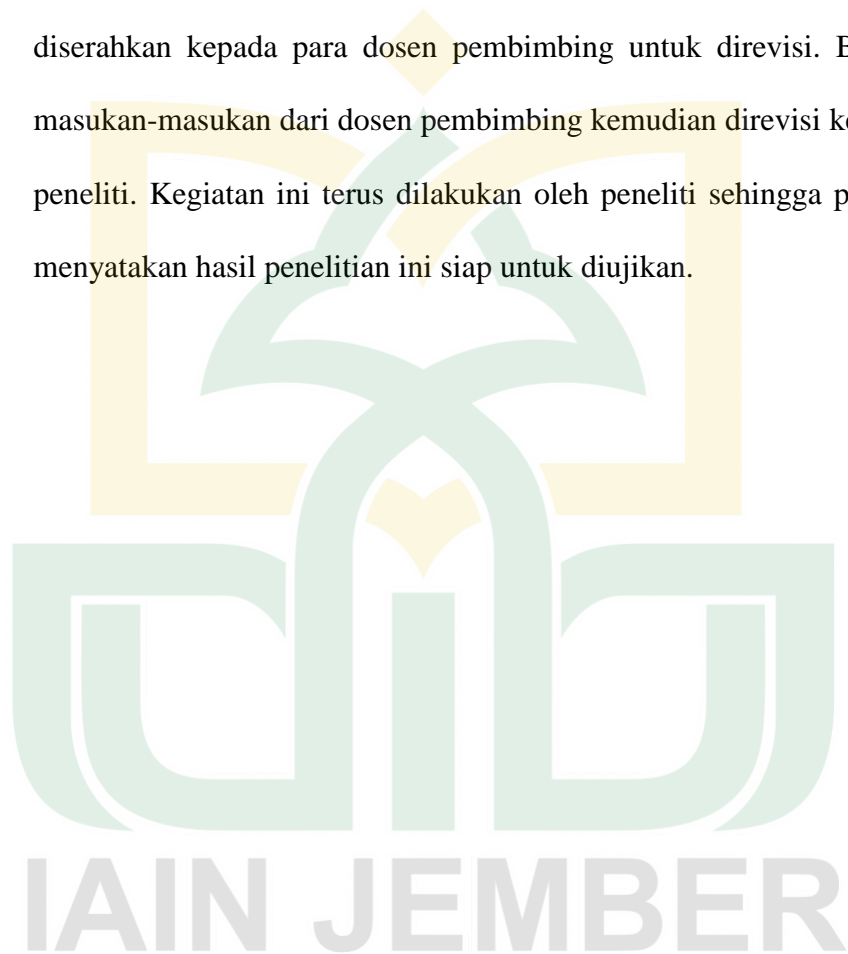 diserahkan kepada para dosen pembimbing untuk direvisi.
masukan-masukan dari dosen pembimbing kemudian direvisi
peneliti. Kegiatan ini terus dilakukan oleh peneliti sehingga
menyatakan hasil penelitian ini siap untuk diujikan.
IAIN JEMBER